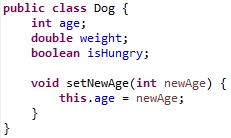 public class Dog {
    int age;
    double weight;
    boolean isHungry;

    void setNewAge(int newAge) {
        this.age = newAge;
    }
}